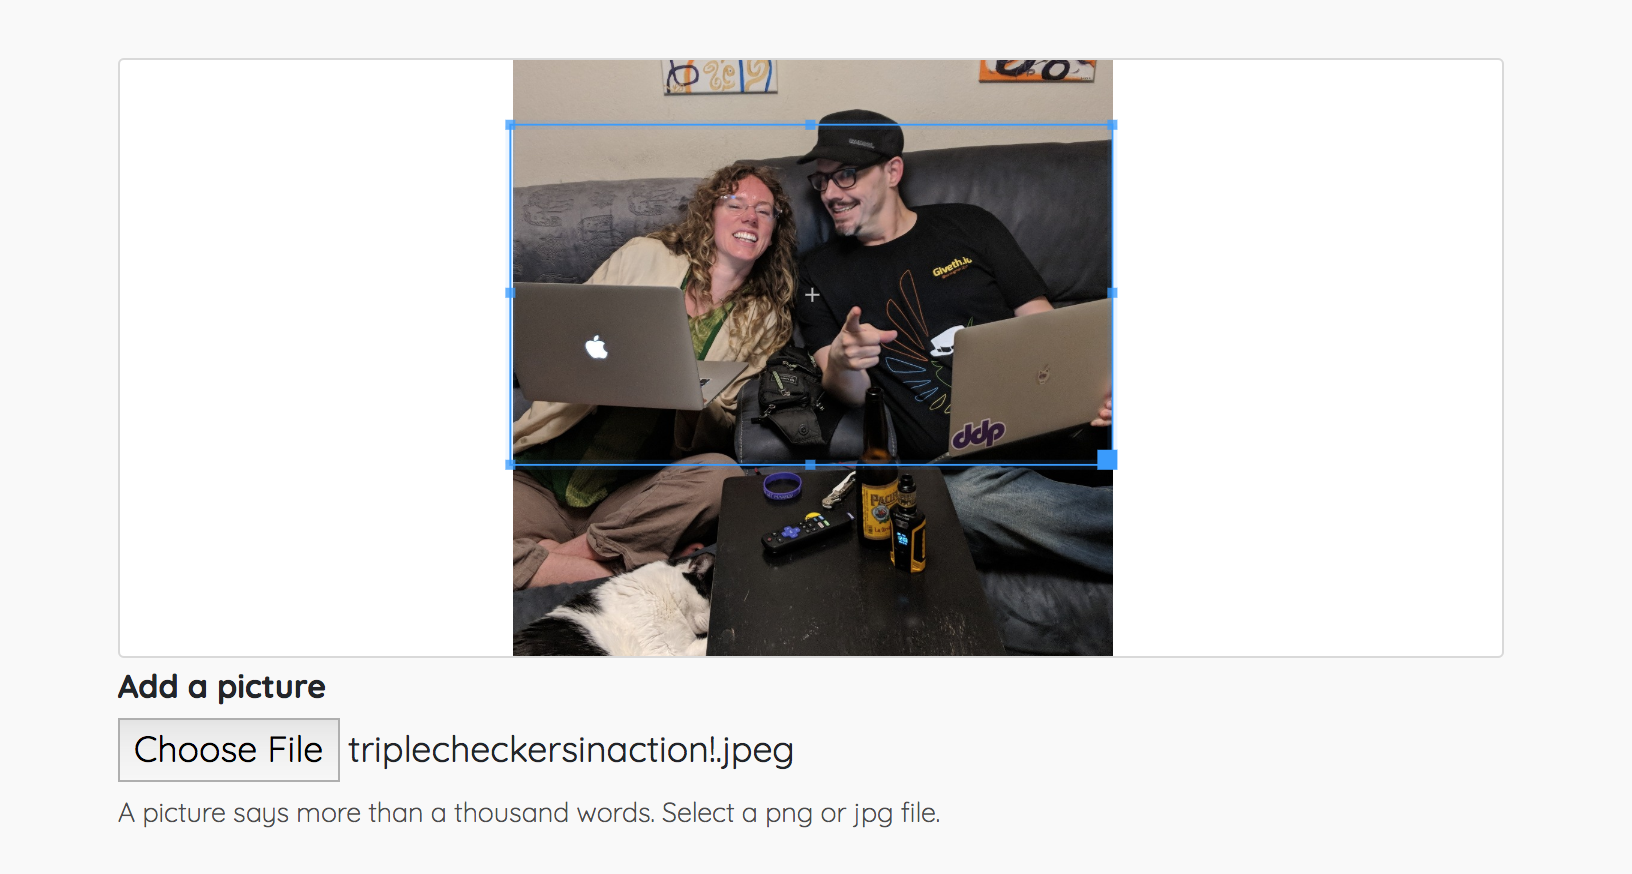 Giveth.io
ddp
Add a picture
Choose File triplecheckersinaction!.jpeg
A picture says more than a thousand words. Select a png or jpg file.